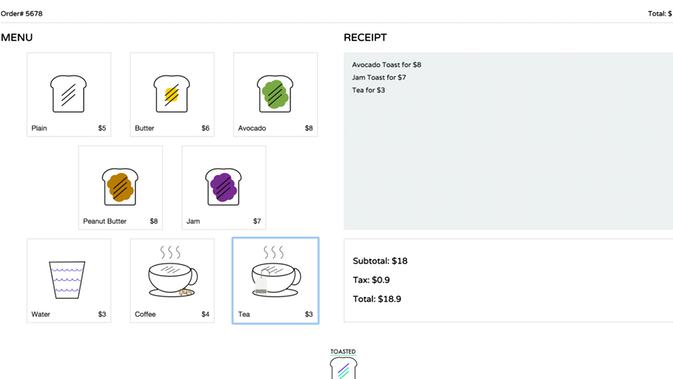 Order# 5678
Total: $
MENU
RECEIPT
Plain $5
Butter $6
Avocado $8
Peanut Butter $8
Jam $7
Water $3
Coffee $4
Tea $3
Avocado Toast for $8
Jam Toast for $7
Tea for $3
Subtotal: $18
Tax: $0.9
Total: $18.9
TOASTED